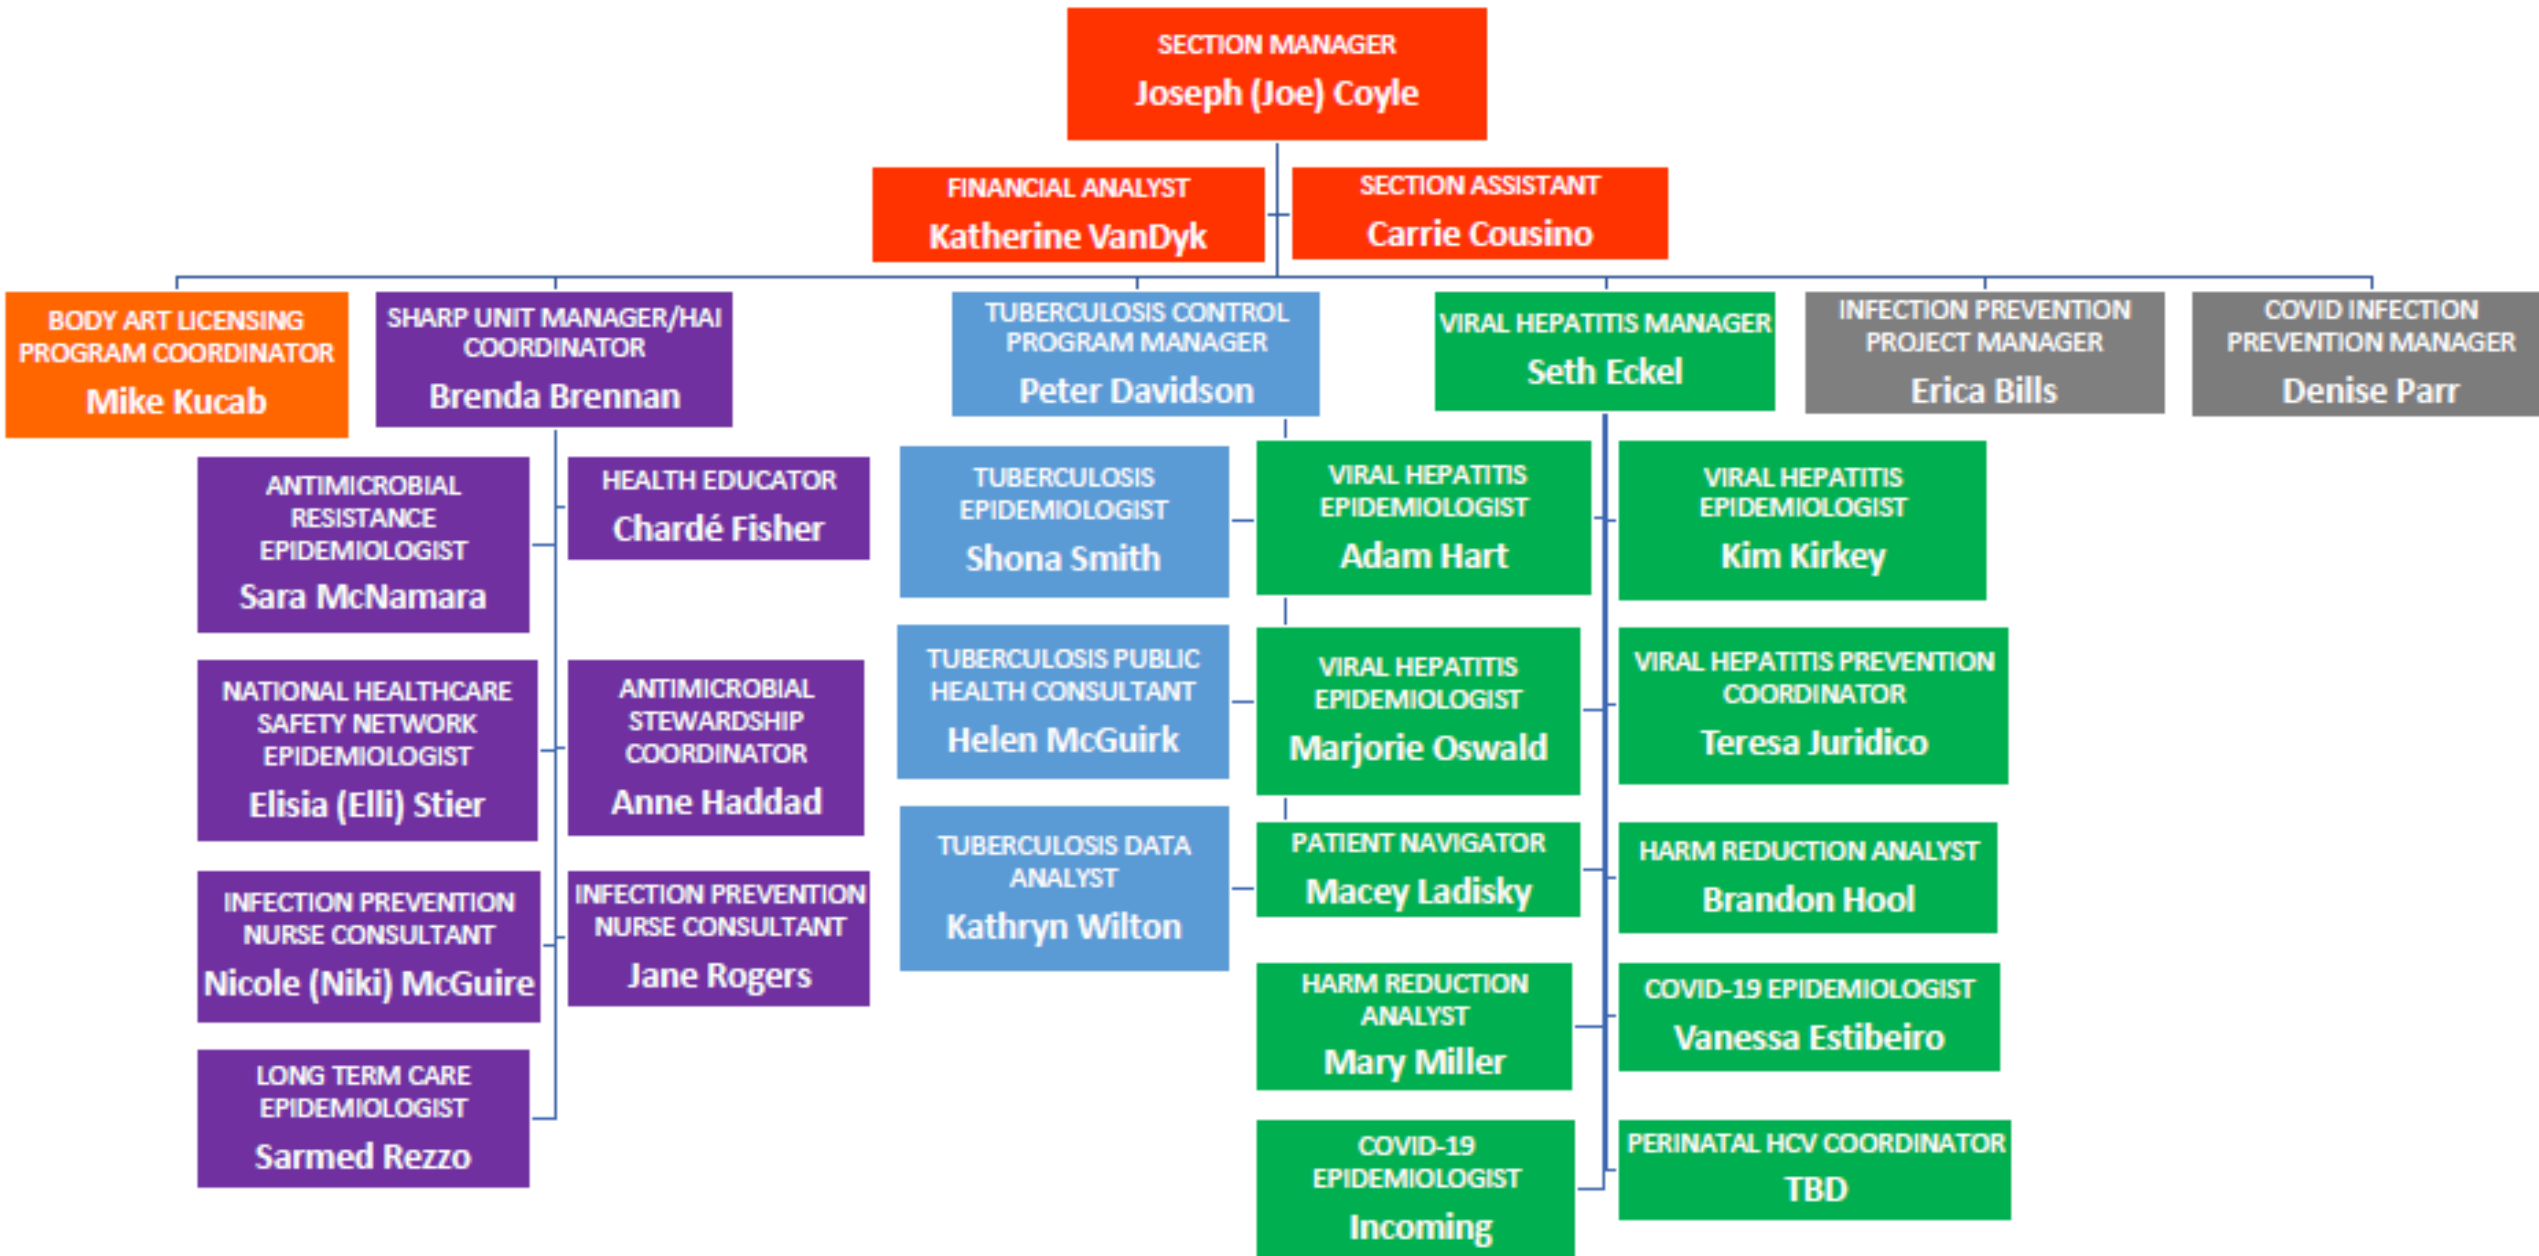 SECTION MANAGER
Joseph (Joe) Coyle
FINANCIAL ANALYST
Katherine VanDyk
SECTION ASSISTANT
Carrie Cousino
BODY ART LICENSING
PROGRAM COORDINATOR
Mike Kucab
SHARP UNIT MANAGER/HAI
COORDINATOR
Brenda Brennan
TUBERCULOSIS CONTROL
PROGRAM MANAGER
Peter Davidson
VIRAL HEPATITIS MANAGER
Seth Eckel
INFECTION PREVENTION
PROJECT MANAGER
Erica Bills
COVID INFECTION
PREVENTION MANAGER
Denise Parr
ANTIMICROBIAL
RESISTANCE
EPIDEMIOLOGIST
Sara McNamara
HEALTH EDUCATOR
Chardé Fisher
NATIONAL HEALTHCARE
SAFETY NETWORK
EPIDEMIOLOGIST
Elisia (Elli) Stier
ANTIMICROBIAL
STEWARDSHIP
COORDINATOR
Anne Haddad
INFECTION PREVENTION
NURSE CONSULTANT
Nicole (Niki) McGuire
INFECTION PREVENTION
NURSE CONSULTANT
Jane Rogers
LONG TERM CARE
EPIDEMIOLOGIST
Sarmed Rezzo
TUBERCULOSIS
EPIDEMIOLOGIST
Shona Smith
TUBERCULOSIS PUBLIC
HEALTH CONSULTANT
Helen McGuirk
TUBERCULOSIS DATA
ANALYST
Kathryn Wilton
VIRAL HEPATITIS
EPIDEMIOLOGIST
Adam Hart
VIRAL HEPATITIS
EPIDEMIOLOGIST
Kim Kirkey
VIRAL HEPATITIS
EPIDEMIOLOGIST
Marjorie Oswald
VIRAL HEPATITIS PREVENTION
COORDINATOR
Teresa Juridico
PATIENT NAVIGATOR
Macey Ladisky
HARM REDUCTION ANALYST
Brandon Hool
HARM REDUCTION
ANALYST
Mary Miller
COVID-19 EPIDEMIOLOGIST
Vanessa Estibeiro
COVID-19
EPIDEMIOLOGIST
Incoming
PERINATAL HCV COORDINATOR
TBD